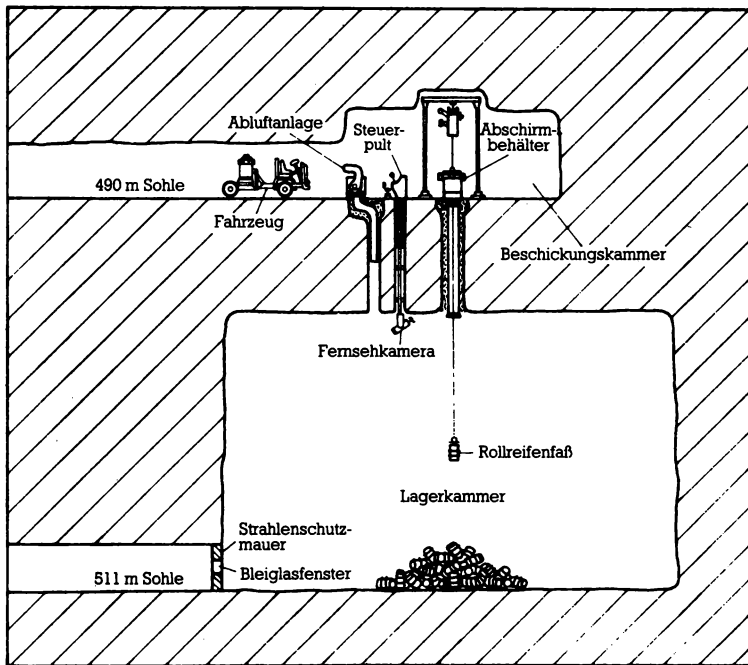 Abluftanlage
Steuer-
pult
Abschirm-
behälter
490 m Sohle
Fahrzeug
Beschickungskammer
Fernsehkamera
Rollreifenfaß
Lagerkammer
Strahlenschutz-
mauer
Bleiglasfenster
511 m Sohle